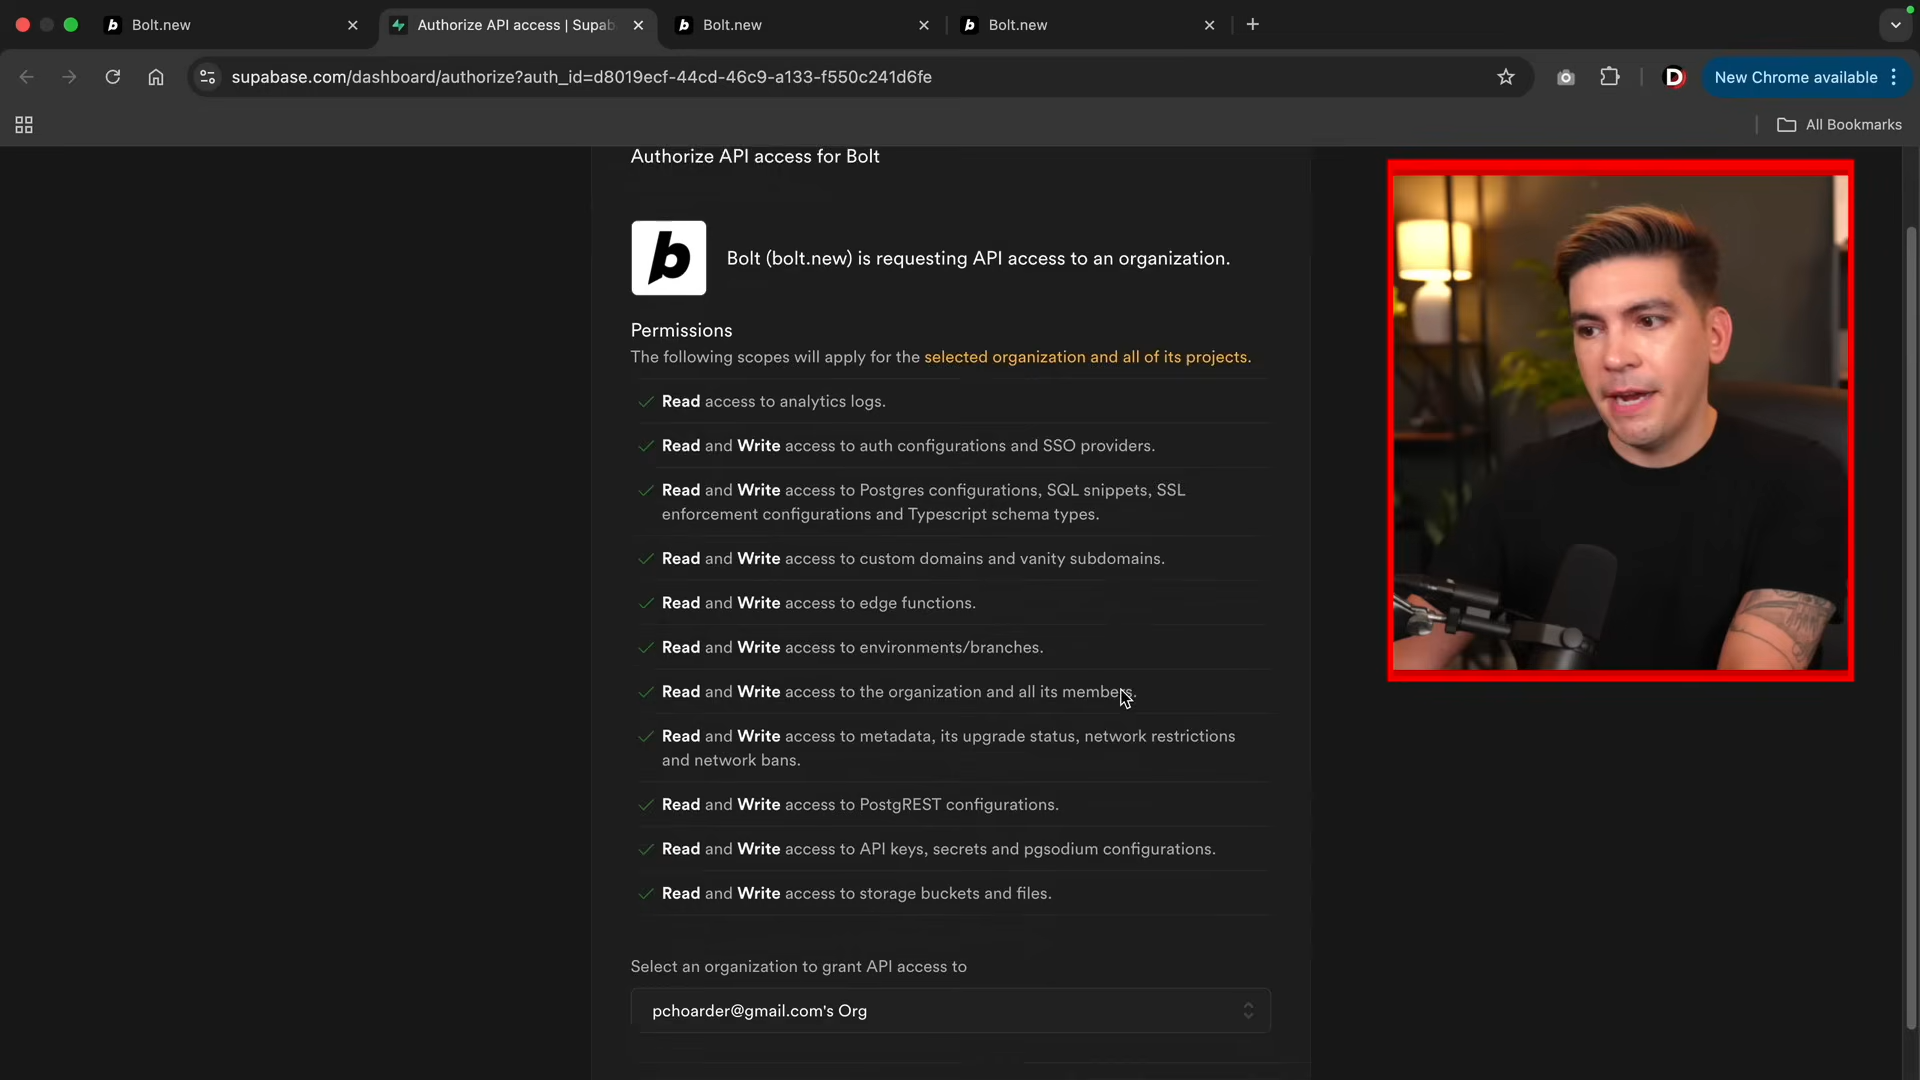 Bolt.new
Authorize API access | Supab
Bolt.new
Bolt.new
supabase.com/dashboard/authorize?auth_id=d8019ecf-44cd-46c9-a133-f550c241d6fe
D
New Chrome available
All Bookmarks
Authorize API access for Bolt
b
Bolt (bolt.new) is requesting API access to an organization.
Permissions
The following scopes will apply for the selected organization and all of its projects.
Read access to analytics logs.
Read and Write access to auth configurations and SSO providers.
Read and Write access to Postgres configurations, SQL snippets, SSL
enforcement configurations and Typescript schema types.
Read and Write access to custom domains and vanity subdomains.
Read and Write access to edge functions.
Read and Write access to environments/branches.
Read and Write access to the organization and all its members.
Read and Write access to metadata, its upgrade status, network restrictions
and network bans.
Read and Write access to PostgREST configurations.
Read and Write access to API keys, secrets and pgsodium configurations.
Read and Write access to storage buckets and files.
Select an organization to grant API access to
pchoarder@gmail.com's Org